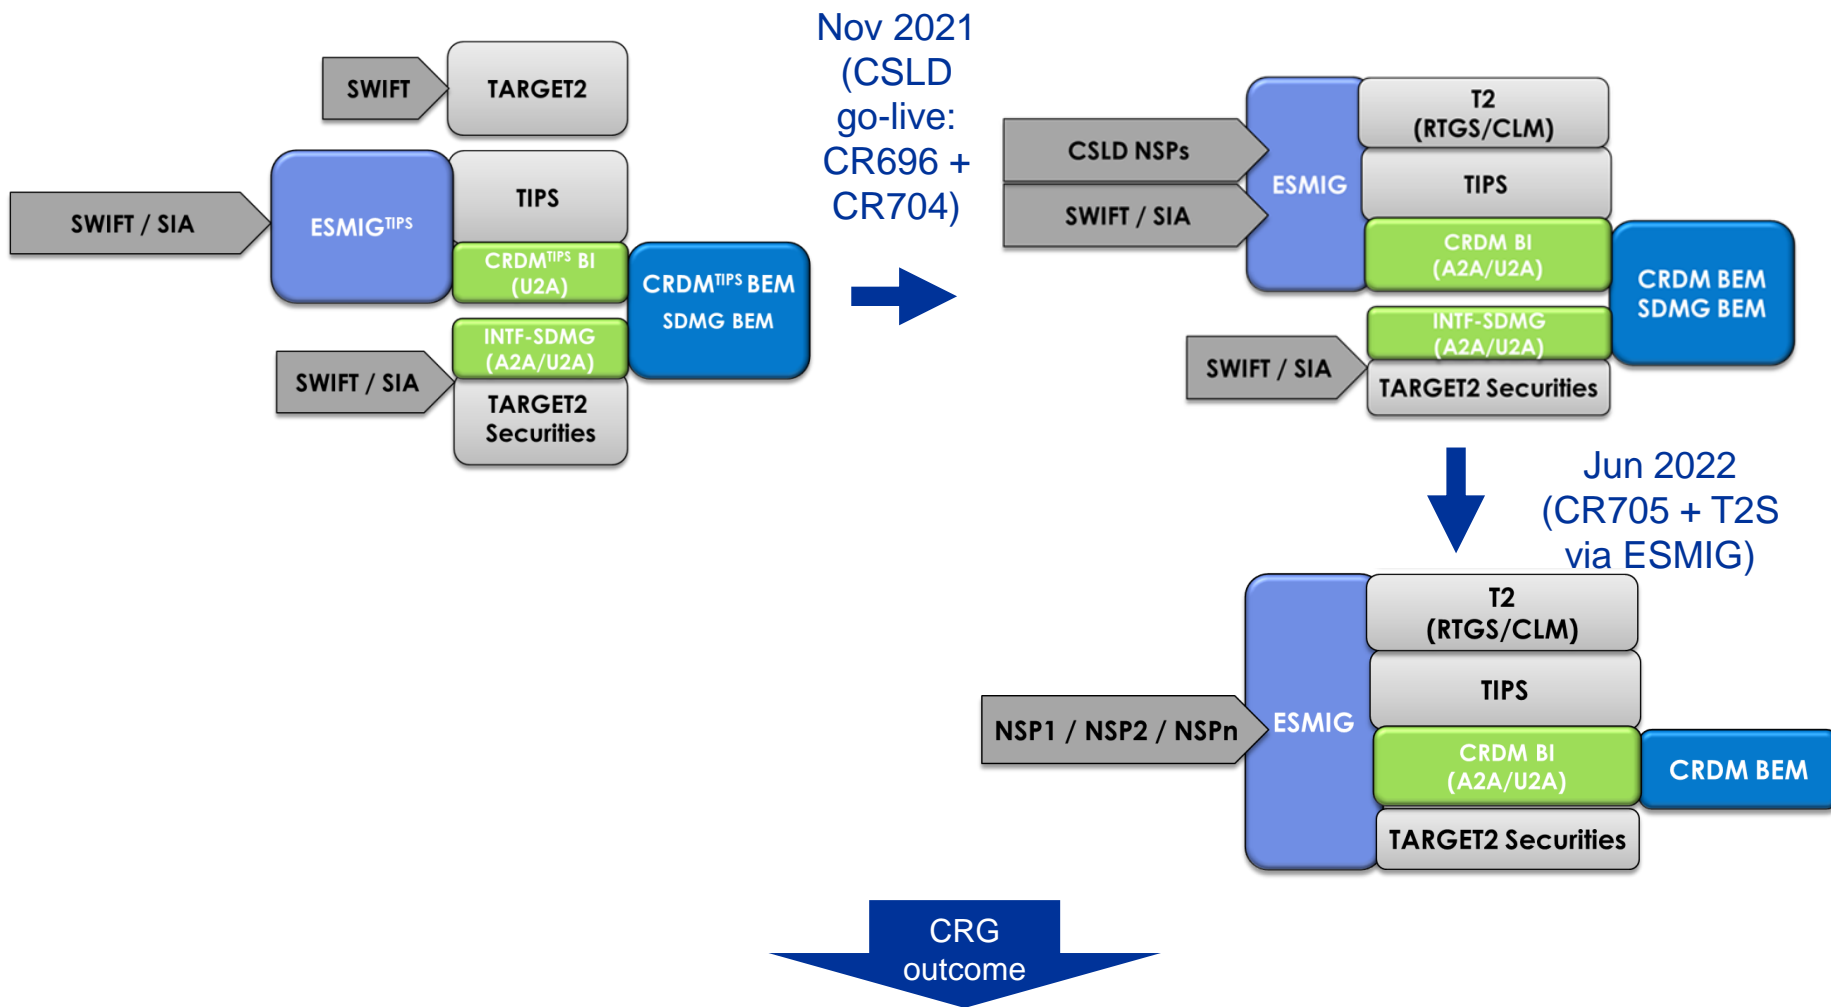 SWIFT
TARGET2
SWIFT / SIA
ESMIGTIPS
TIPS
CRDMTIPS BI
(U2A)
CRDMTIPS BEM
SDMG BEM
INTF-SDMG
(A2A/U2A)
SWIFT / SIA
TARGET2
Securities
Nov 2021
(CSLD
go-live:
CR696 +
CR704)
CSLD NSPs
SWIFT / SIA
ESMIG
T2
(RTGS/CLM)
TIPS
CRDM BI
(A2A/U2A)
CRDM BEM
SDMG BEM
INTF-SDMG
(A2A/U2A)
SWIFT / SIA
TARGET2 Securities
Jun 2022
(CR705 + T2S
via ESMIG)
NSP1 / NSP2 / NSPn
ESMIG
T2
(RTGS/CLM)
TIPS
CRDM BI
(A2A/U2A)
CRDM BEM
TARGET2 Securities
CRG
outcome